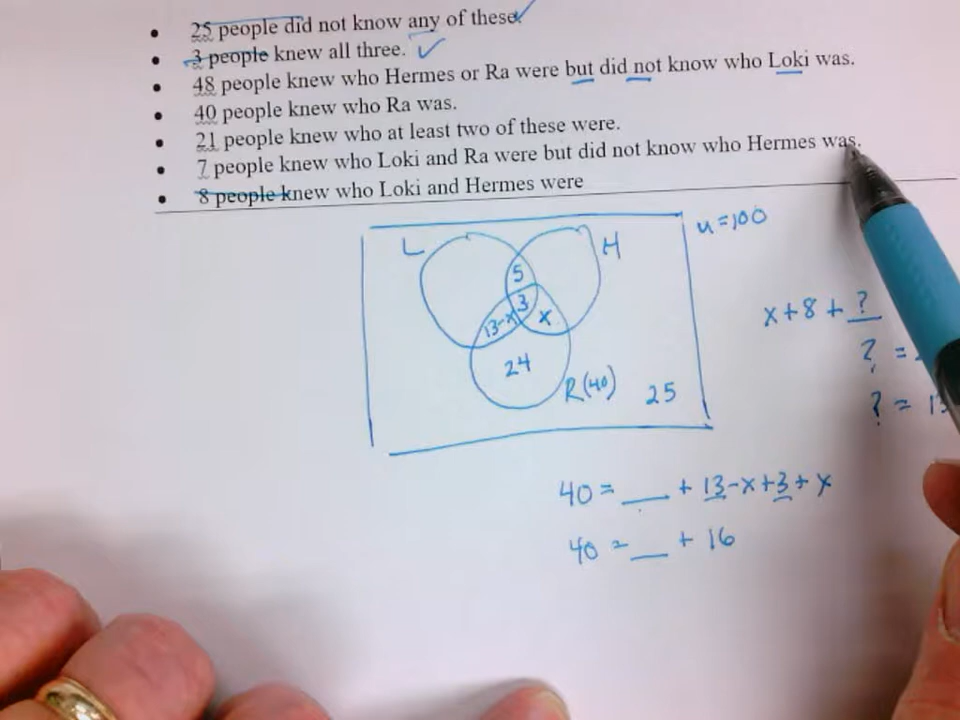 25 people did not know any of these.
3 people knew all three.
48 people knew who Hermes or Ra were but did not know who Loki was.
40 people knew who Ra was.
21 people knew who at least two of these were.
7 people knew who Loki and Ra were but did not know who Hermes was.
8 people knew who Loki and Hermes were
L
H
u=100
5
3
13-x
x
24
R(40)
25
x+8+?
? =
? = 13
40 = __ + 13-x+3+x
40 = __ + 16